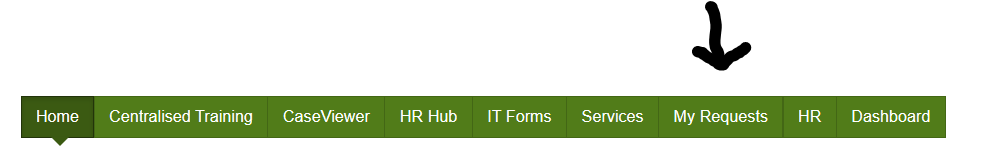 Home Centralised Training CaseViewer HR Hub IT Forms Services My Requests HR Dashboard